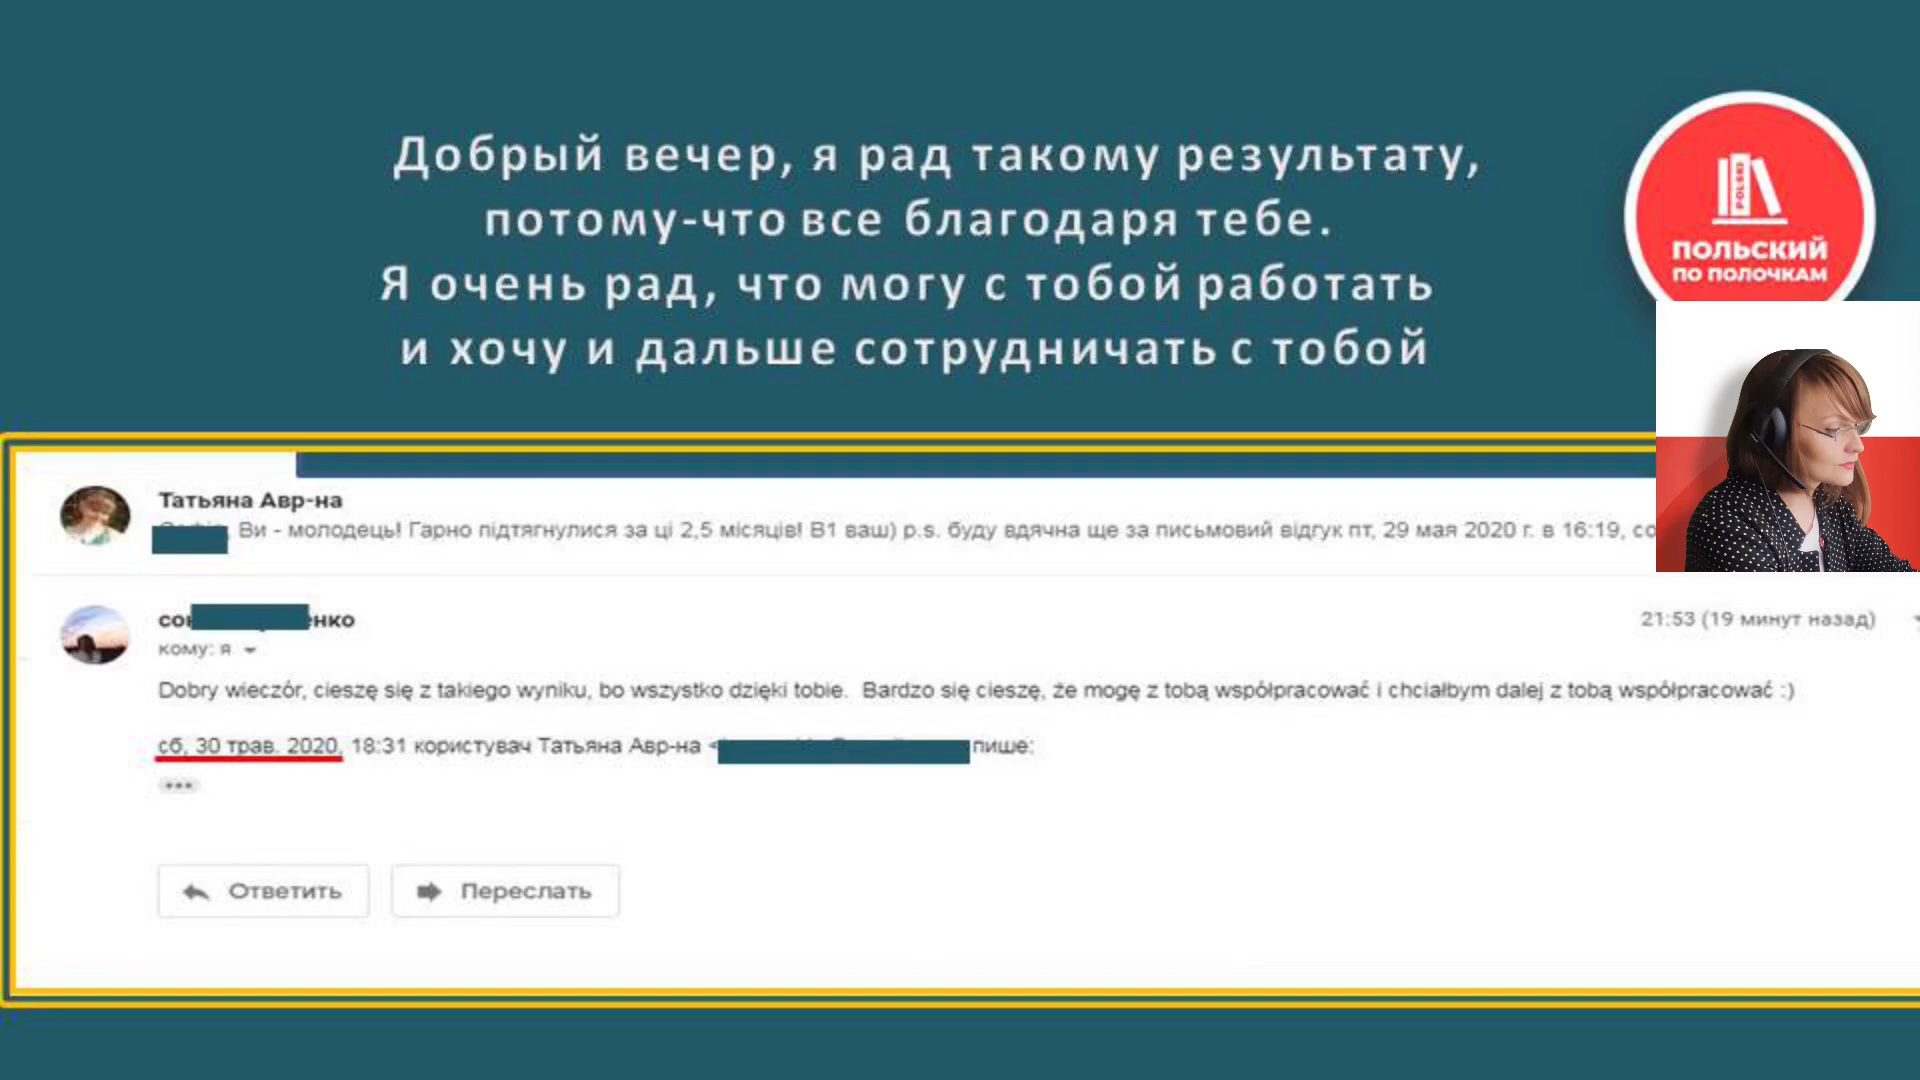 Добрый вечер, я рад такому результату,
потому-что все благодаря тебе.
Я очень рад, что могу с тобой работать
и хочу и дальше сотрудничать с тобой
POLSKI
ПОЛЬСКИЙ
ПО ПОЛОЧКАМ
Татьяна Авр-на
Ви - молодець! Гарно підтягнулися за ці 2,5 місяців! В1 ваш) p.s. буду вдячна ще за письмовий відгук пт, 29 мая 2020 г. в 16:19, со
сон нко
21:53 (19 минут назад)
кому: я
Dobry wieczór, cieszę się z takiego wyniku, bo wszystko dzięki tobie. Bardzo się cieszę, że mogę z tobą współpracować i chciałbym dalej z tobą współpracować :)
сб, 30 трав. 2020, 18:31 користувач Татьяна Авр-на < пише:
Ответить
Переслать